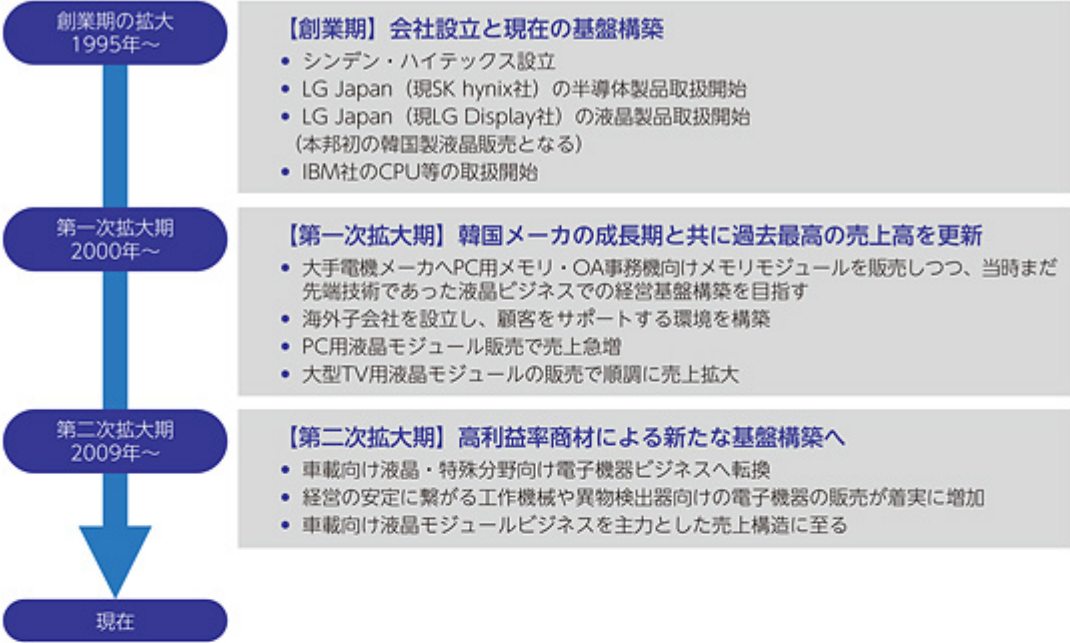 創業期の拡大
1995年～
【創業期】会社設立と現在の基盤構築
• シンデン・ハイテックス設立
• LG Japan（現SK hynix社）の半導体製品取扱開始
• LG Japan（現LG Display社）の液晶製品取扱開始
（本邦初の韓国製液晶販売となる）
• IBM社のCPU等の取扱開始
第一次拡大期
2000年～
【第一次拡大期】韓国メーカの成長期と共に過去最高の売上高を更新
• 大手電機メーカへPC用メモリ・OA事務機向けメモリモジュールを販売しつつ、当時まだ
先端技術であった液晶ビジネスでの経営基盤構築を目指す
• 海外子会社を設立し、顧客をサポートする環境を構築
• PC用液晶モジュール販売で売上急増
• 大型TV用液晶モジュールの販売で順調に売上拡大
第二次拡大期
2009年～
【第二次拡大期】高利益率商材による新たな基盤構築へ
• 車載向け液晶・特殊分野向け電子機器ビジネスへ転換
• 経営の安定に繋がる工作機械や異物検出器向けの電子機器の販売が着実に増加
• 車載向け液晶モジュールビジネスを主力とした売上構造に至る
現在